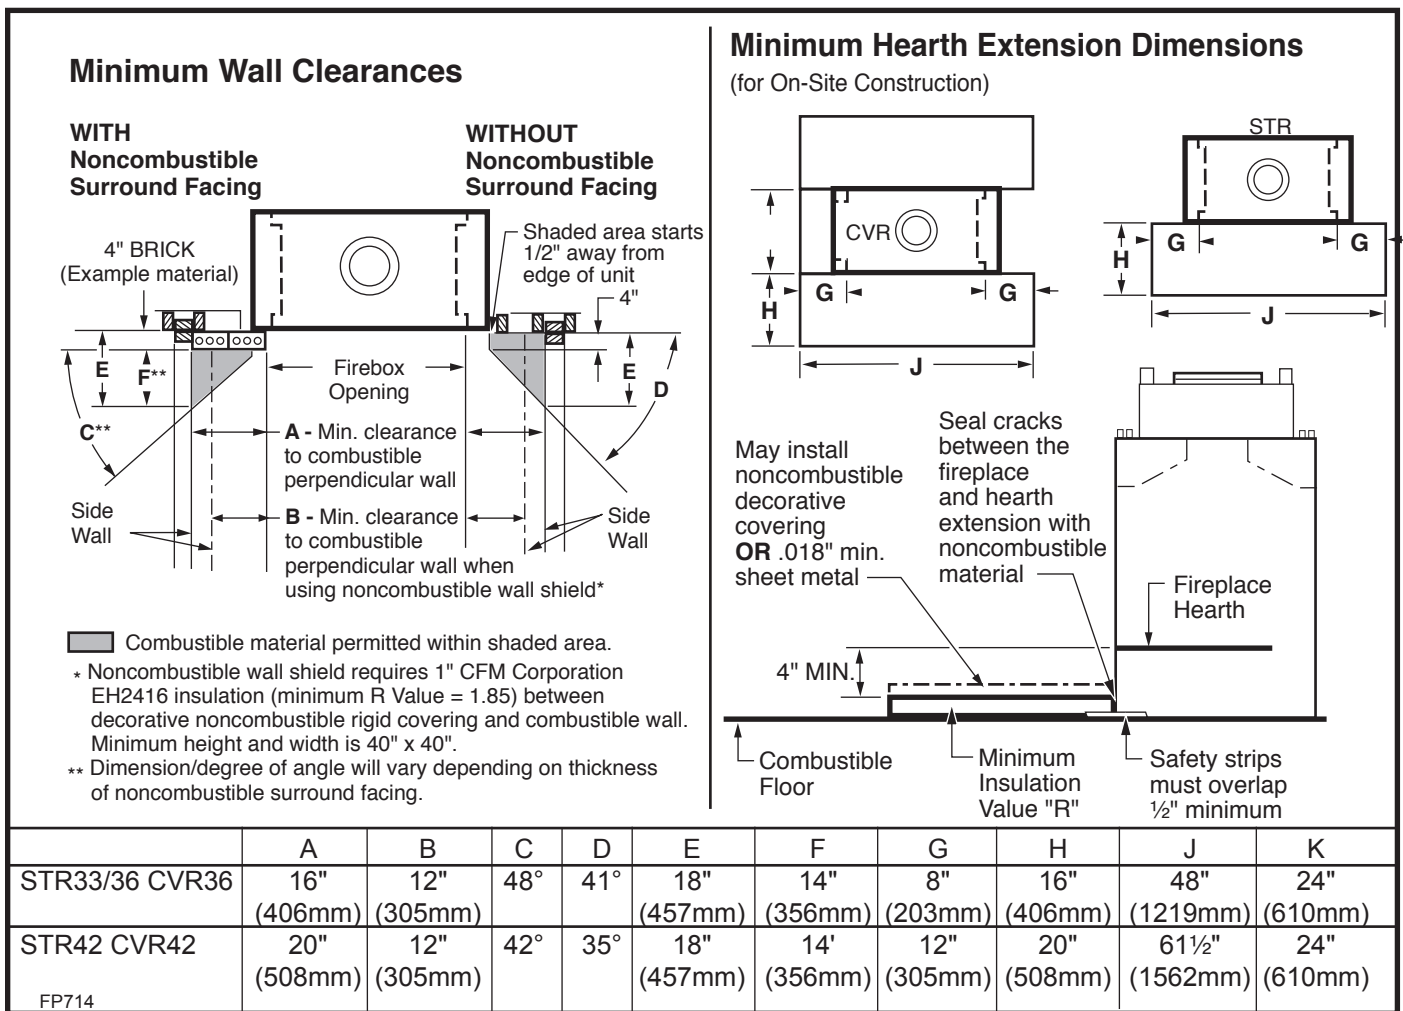 Minimum Wall Clearances
WITH
Noncombustible
Surround Facing
WITHOUT
Noncombustible
Surround Facing
4" BRICK
(Example material)
Shaded area starts
1/2" away from
edge of unit
4"
E
F**
C**
Firebox
Opening
E
D
A - Min. clearance
to combustible
perpendicular wall
B - Min. clearance
to combustible
perpendicular wall when
using noncombustible wall shield*
Side
Wall
Side
Wall
Combustible material permitted within shaded area.
* Noncombustible wall shield requires 1" CFM Corporation
EH2416 insulation (minimum R Value = 1.85) between
decorative noncombustible rigid covering and combustible wall.
Minimum height and width is 40" x 40".
** Dimension/degree of angle will vary depending on thickness
of noncombustible surround facing.
Minimum Hearth Extension Dimensions
(for On-Site Construction)
CVR
G
G
H
J
STR
G
G
H
J
May install
noncombustible
decorative
covering
OR .018" min.
sheet metal
Seal cracks
between the
fireplace
and hearth
extension with
noncombustible
material
Fireplace
Hearth
4" MIN.
Combustible
Floor
Minimum
Insulation
Value "R"
Safety strips
must overlap
½" minimum
A B C D E F G H J K
STR33/36 CVR36 16" 12" 48° 41° 18" 14" 8" 16" 48" 24"
(406mm) (305mm) (457mm) (356mm) (203mm) (406mm) (1219mm) (610mm)
STR42 CVR42 20" 12" 42° 35° 18" 14' 12" 20" 61½" 24"
(508mm) (305mm) (457mm) (356mm) (305mm) (508mm) (1562mm) (610mm)
FP714